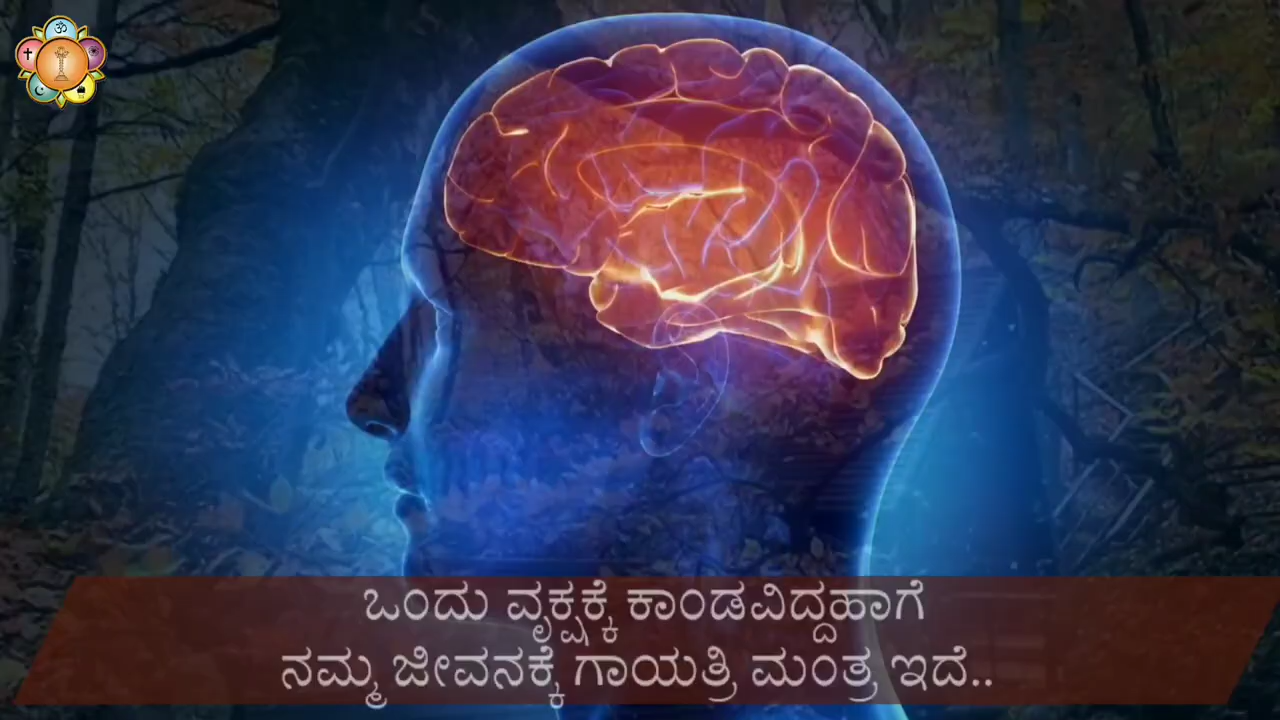 ಒಂದು ವೃಕ್ಷಕ್ಕೆ ಕಾಂಡವಿದ್ದಹಾಗೆ
ನಮ್ಮ ಜೀವನಕ್ಕೆ ಗಾಯತ್ರಿ ಮಂತ್ರ ಇದೆ..